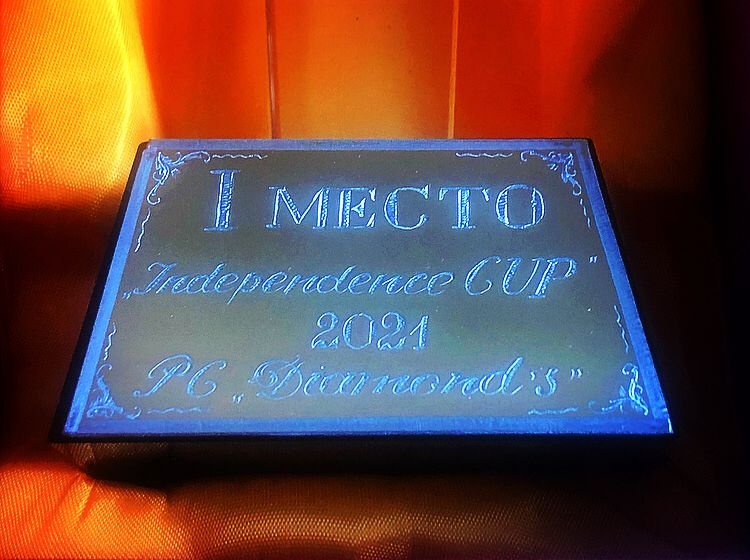 I МЕСТО
„Independence CUP"
2021
PC „Diamond's"